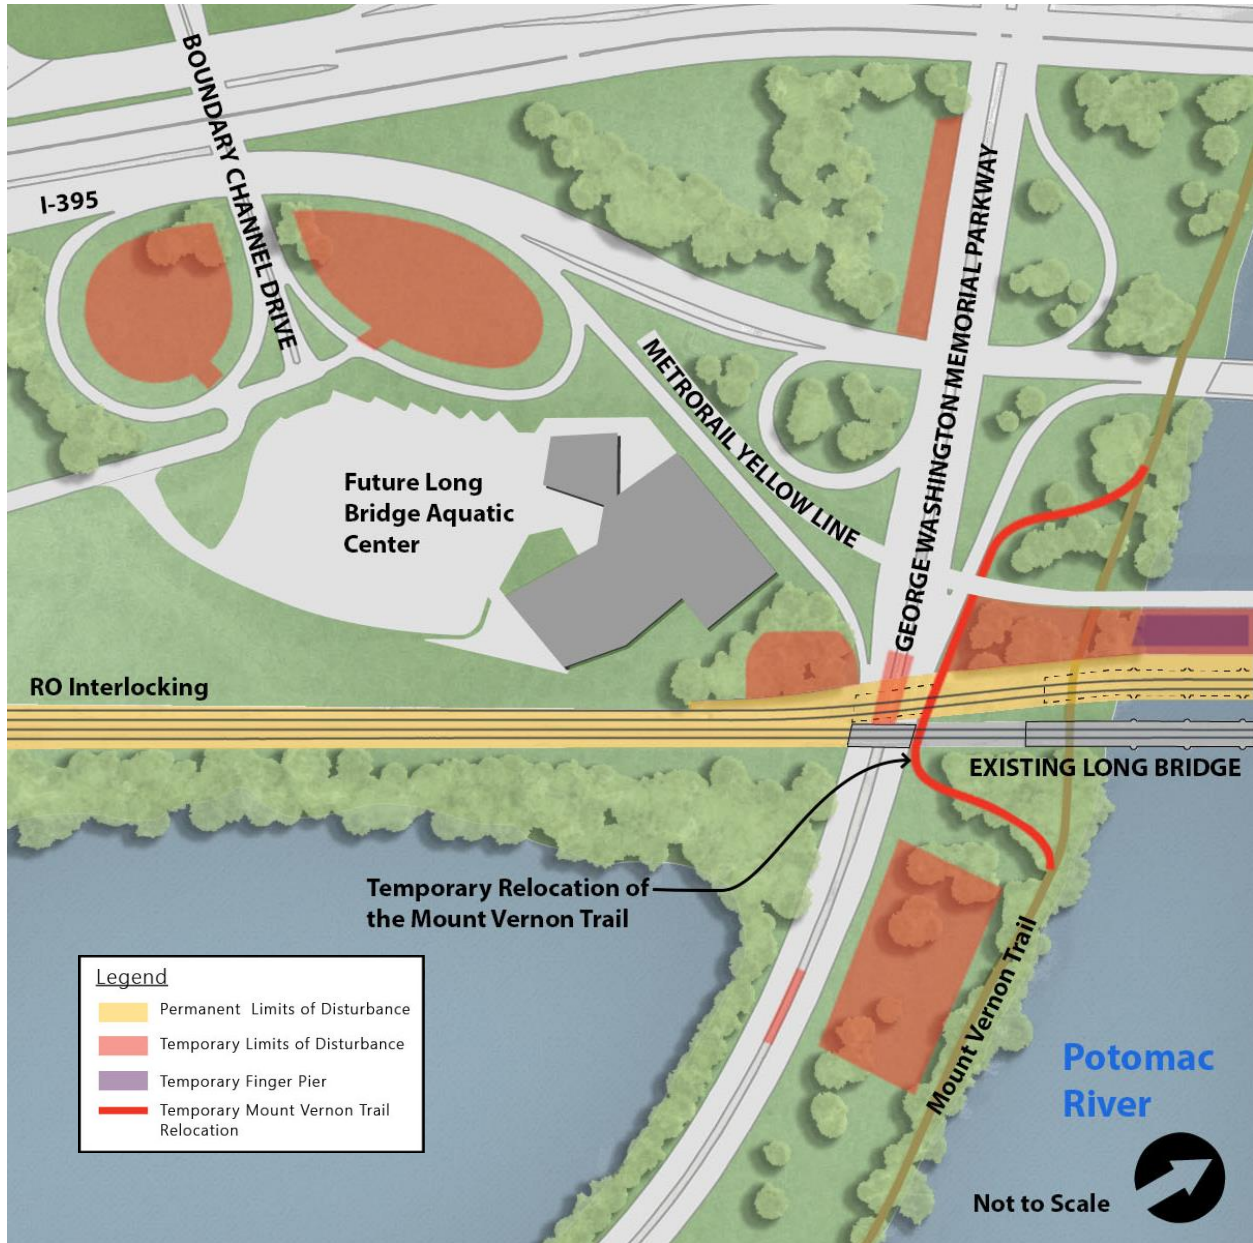 BOUNDARY CHANNEL DRIVE
I-395
GEORGE WASHINGTON MEMORIAL PARKWAY
METRORAIL YELLOW LINE
Future Long
Bridge Aquatic
Center
RO Interlocking
EXISTING LONG BRIDGE
Temporary Relocation of
the Mount Vernon Trail
Mount Vernon Trail
Legend
Permanent Limits of Disturbance
Temporary Limits of Disturbance
Temporary Finger Pier
Temporary Mount Vernon Trail
Relocation
Potomac
River
Not to Scale